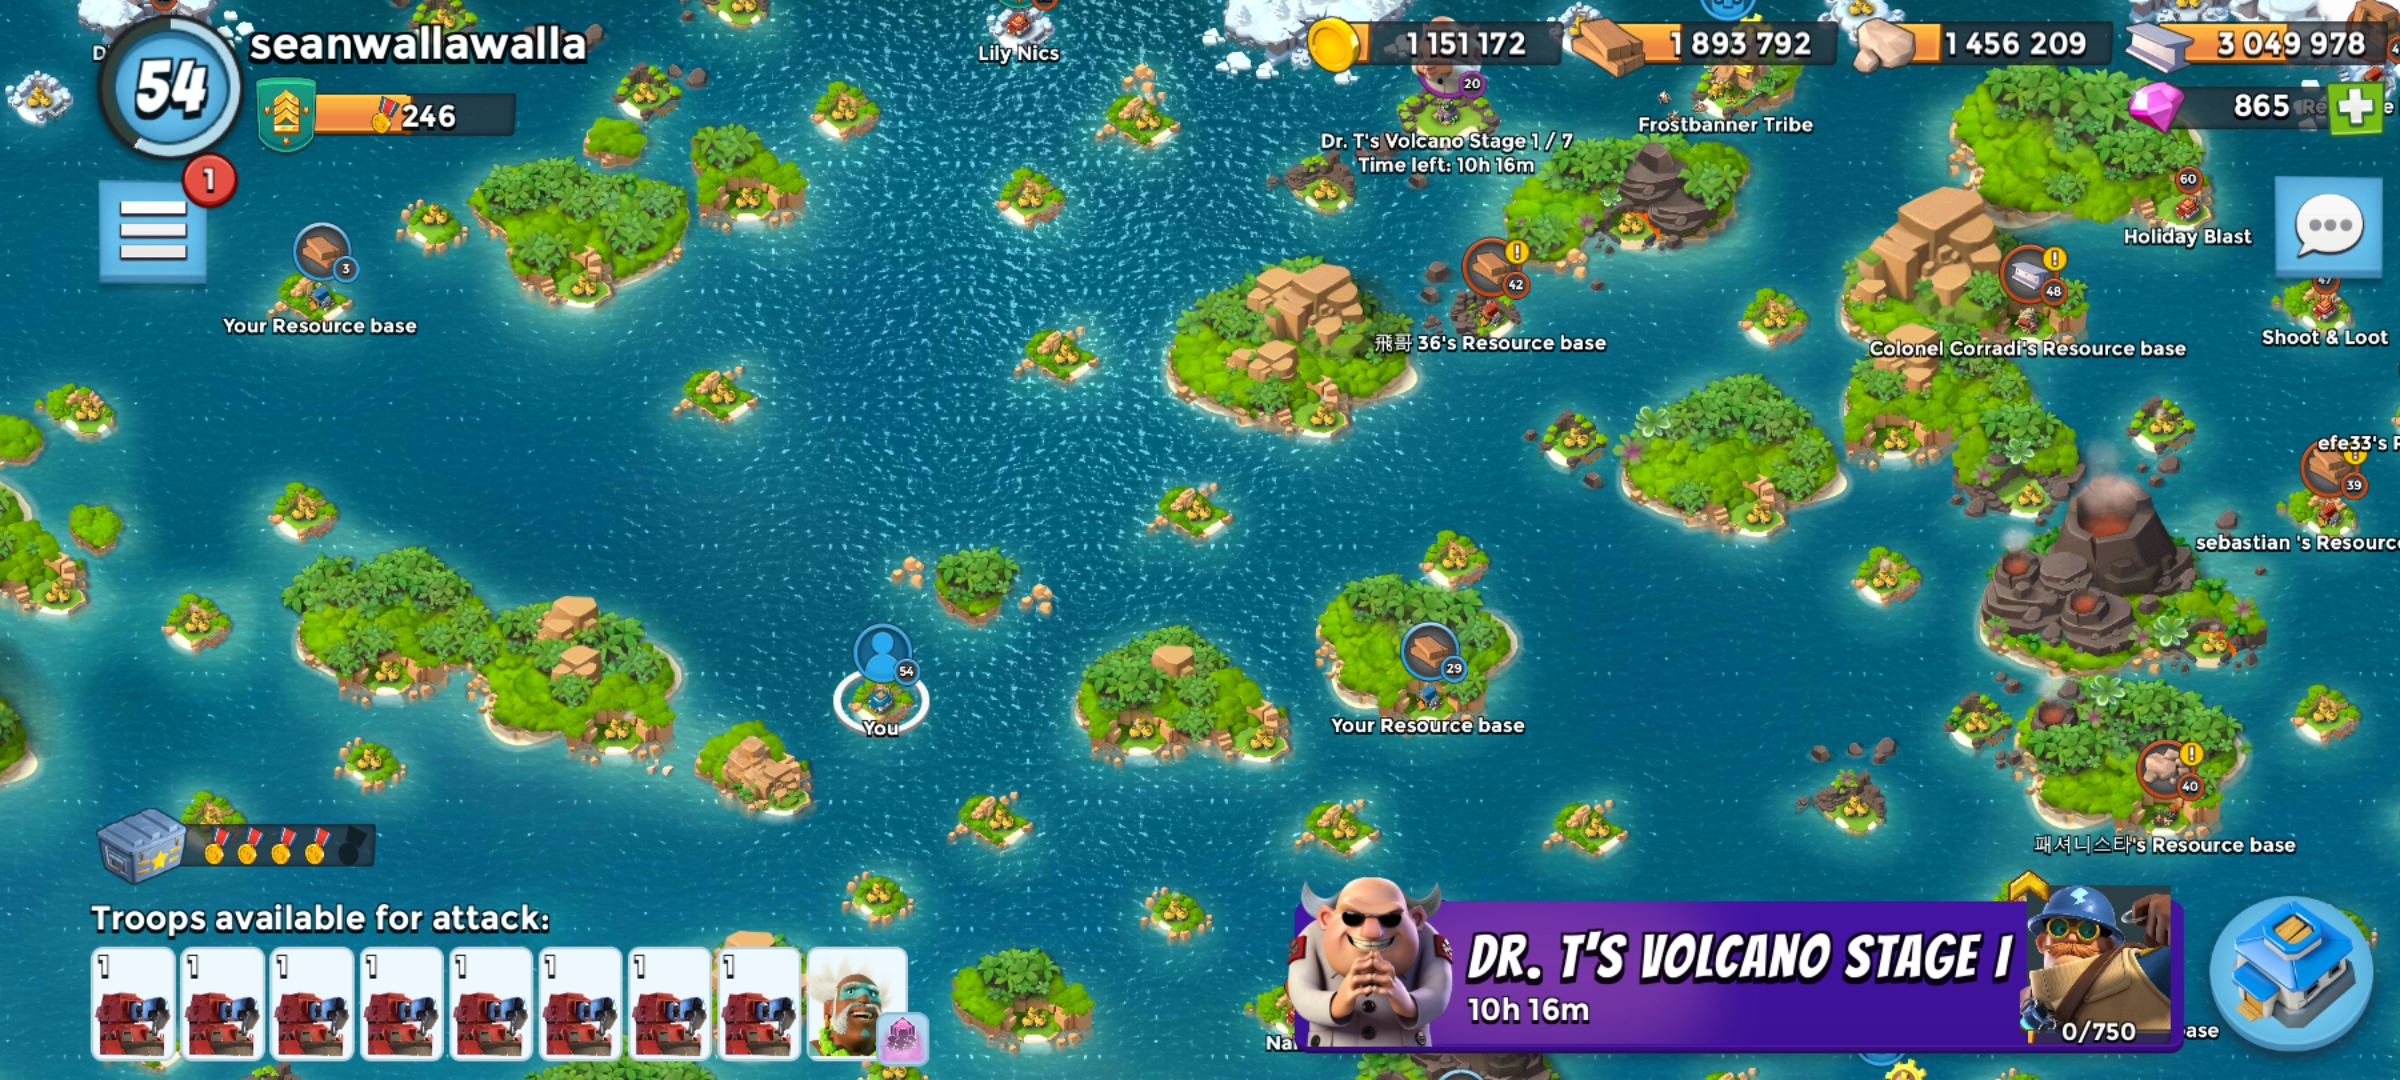 54
seanwallawalla
246
1
Lily Nics
1 151 172
1 893 792
1 456 209
3 049 978
865
20
Dr. T's Volcano Stage 1 / 7
Time left: 10h 16m
Frostbanner Tribe
60
Holiday Blast
3
Your Resource base
42
飛哥 36's Resource base
48
Colonel Corradi's Resource base
47
Shoot & Loot
efe33's R
39
sebastian 's Resource
54
You
29
Your Resource base
40
패셔니스타's Resource base
Troops available for attack:
1 1 1 1 1 1 1 1
DR. T'S VOLCANO STAGE 1
10h 16m
0/750